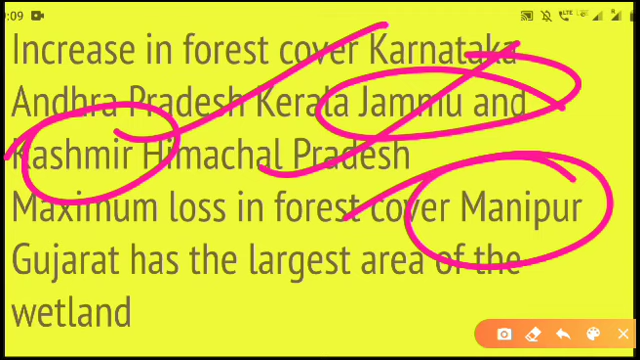 :09
Increase in forest cover Karnataka
Andhra Pradesh Kerala Jammu and
Kashmir Himachal Pradesh
Maximum loss in forest cover Manipur
Gujarat has the largest area of the
wetland